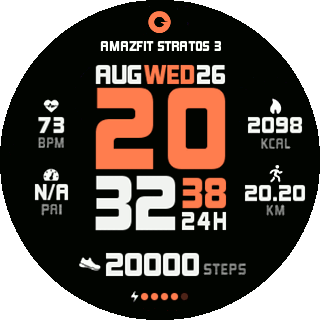 AMAZFIT STRATOS 3
AUG WED 26
20
32 38
24H
73
BPM
2098
KCAL
N/A
PAI
20.20
KM
20000 STEPS